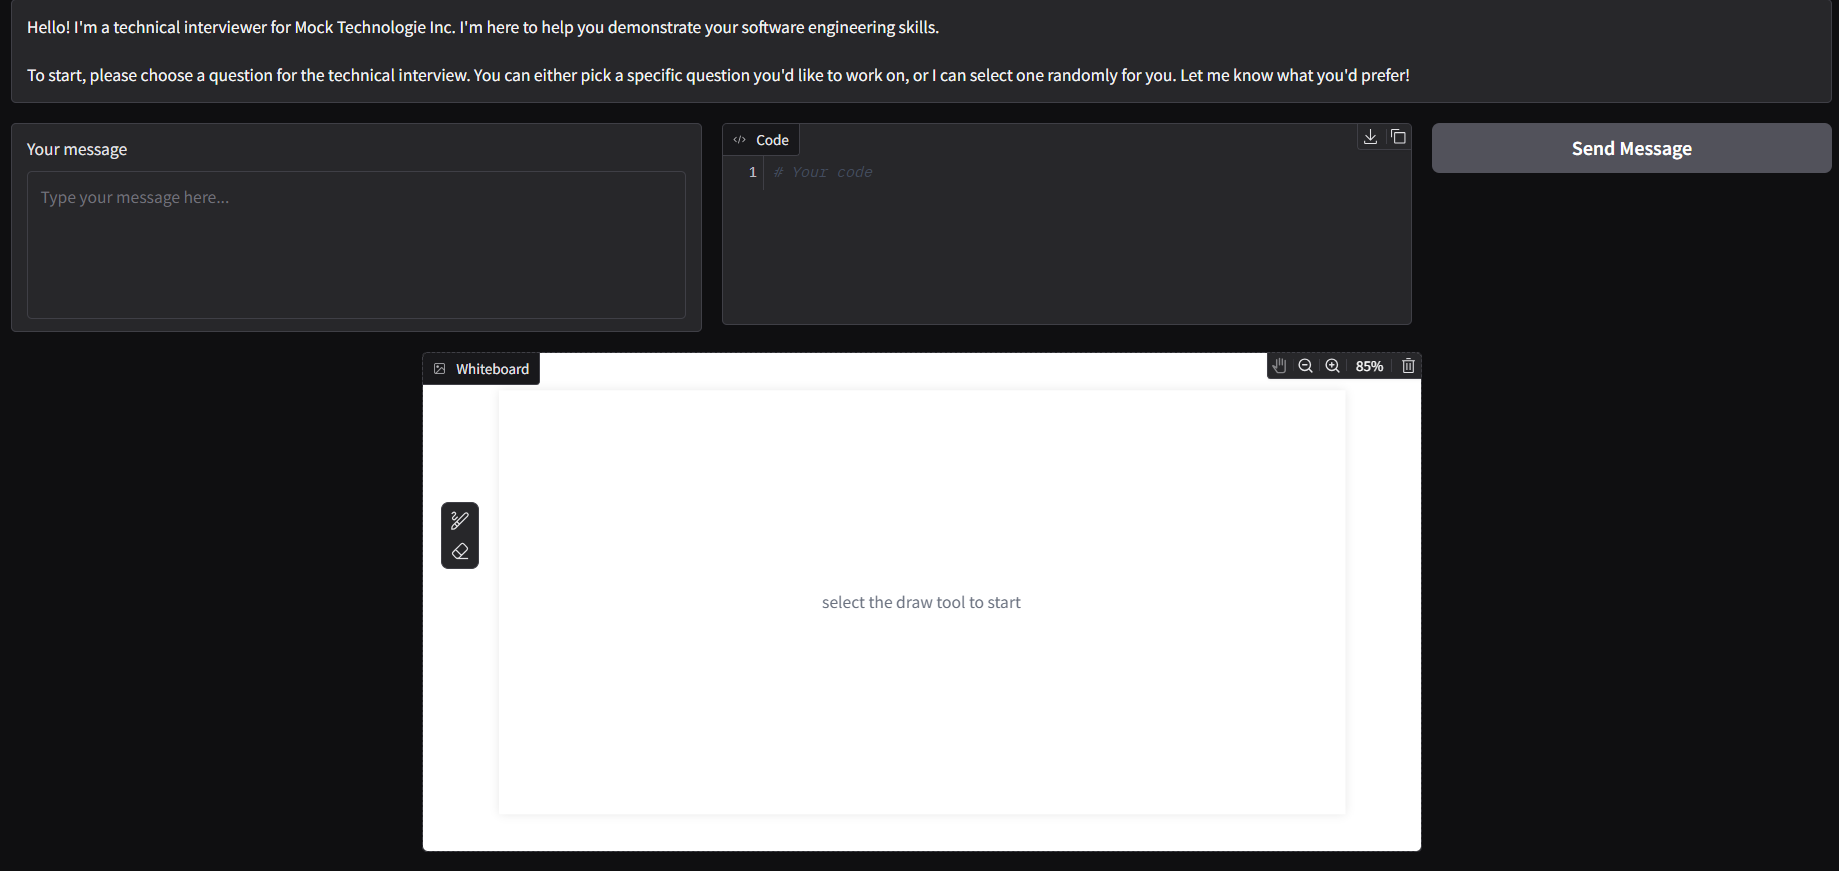 Hello! I'm a technical interviewer for Mock Technologie Inc. I'm here to help you demonstrate your software engineering skills.
To start, please choose a question for the technical interview. You can either pick a specific question you'd like to work on, or I can select one randomly for you. Let me know what you'd prefer!
Your message
Type your message here...
Code
1 # Your code
Send Message
Whiteboard
85%
select the draw tool to start